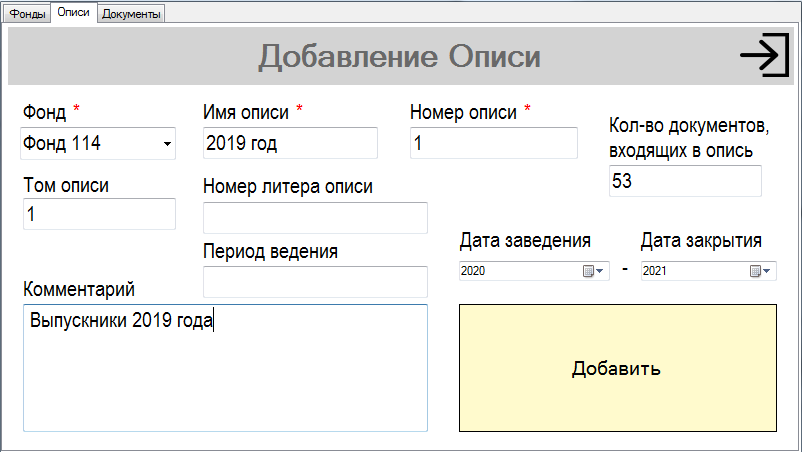 Фонды Описи Документы
Добавление Описи
Фонд *
Фонд 114
Имя описи *
2019 год
Номер описи *
1
Кол-во документов,
входящих в опись
53
Том описи
1
Номер литера описи
Период ведения
Дата заведения
2020
-
Дата закрытия
2021
Комментарий
Выпускники 2019 года
Добавить